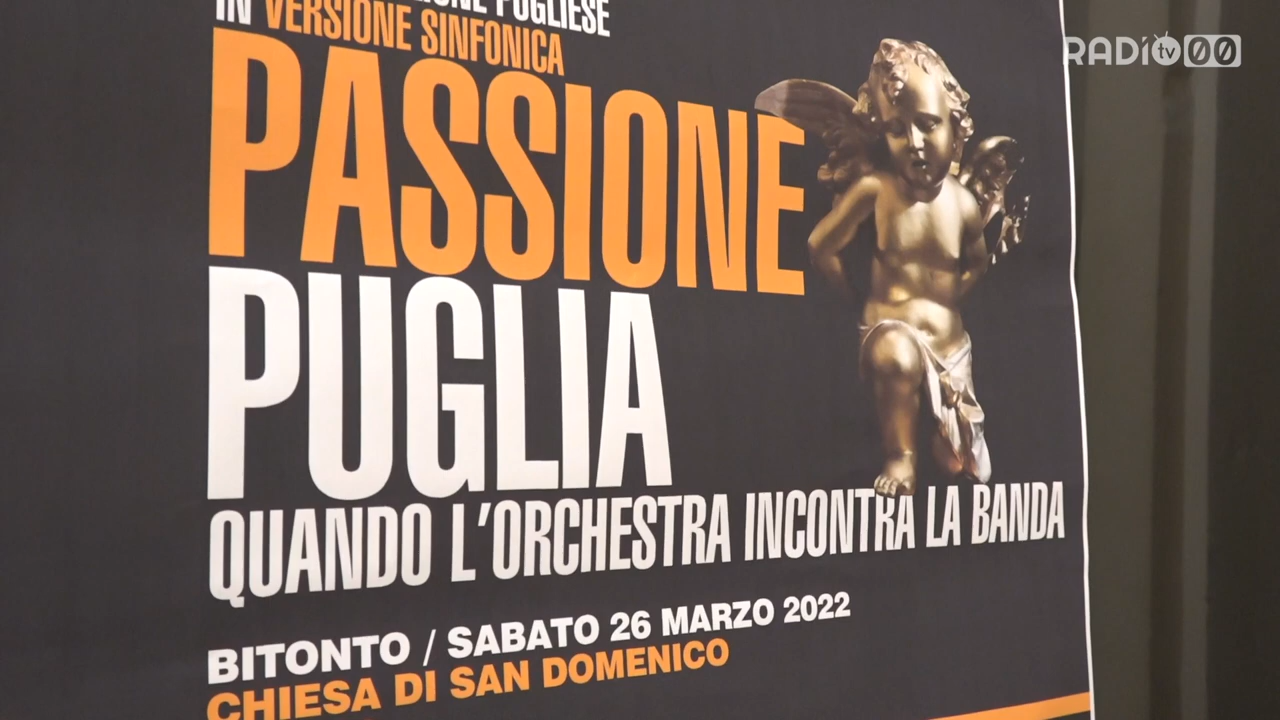 PUGLIESE
IN VERSIONE SINFONICA
PASSIONE
PUGLIA
QUANDO L'ORCHESTRA INCONTRA LA BANDA
BITONTO / SABATO 26 MARZO 2022
CHIESA DI SAN DOMENICO
RADIO tv 00